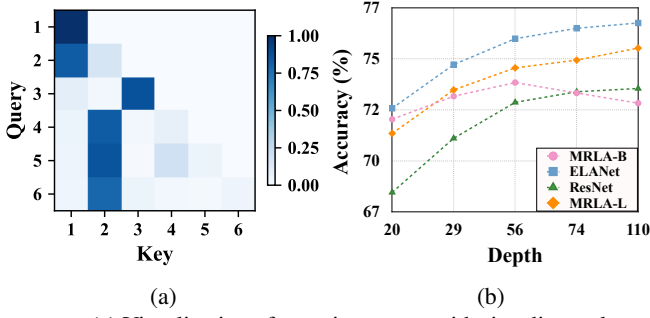 1
2
3
4
5
6
Query
1 2 3 4 5 6
Key
1.00
0.75
0.50
0.25
0.00
(a)
77
75
72
70
67
Accuracy (%)
MRLA-B
ELANet
ResNet
MRLA-L
20 29 56 74 110
Depth
(b)